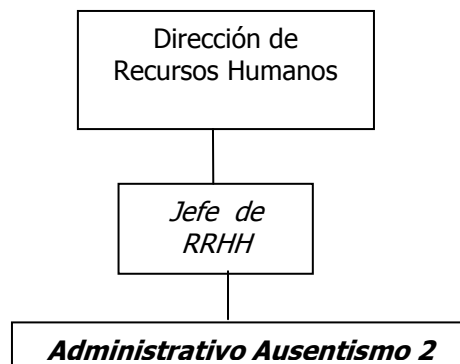 Dirección de
Recursos Humanos
Jefe de
RRHH
Administrativo Ausentismo 2